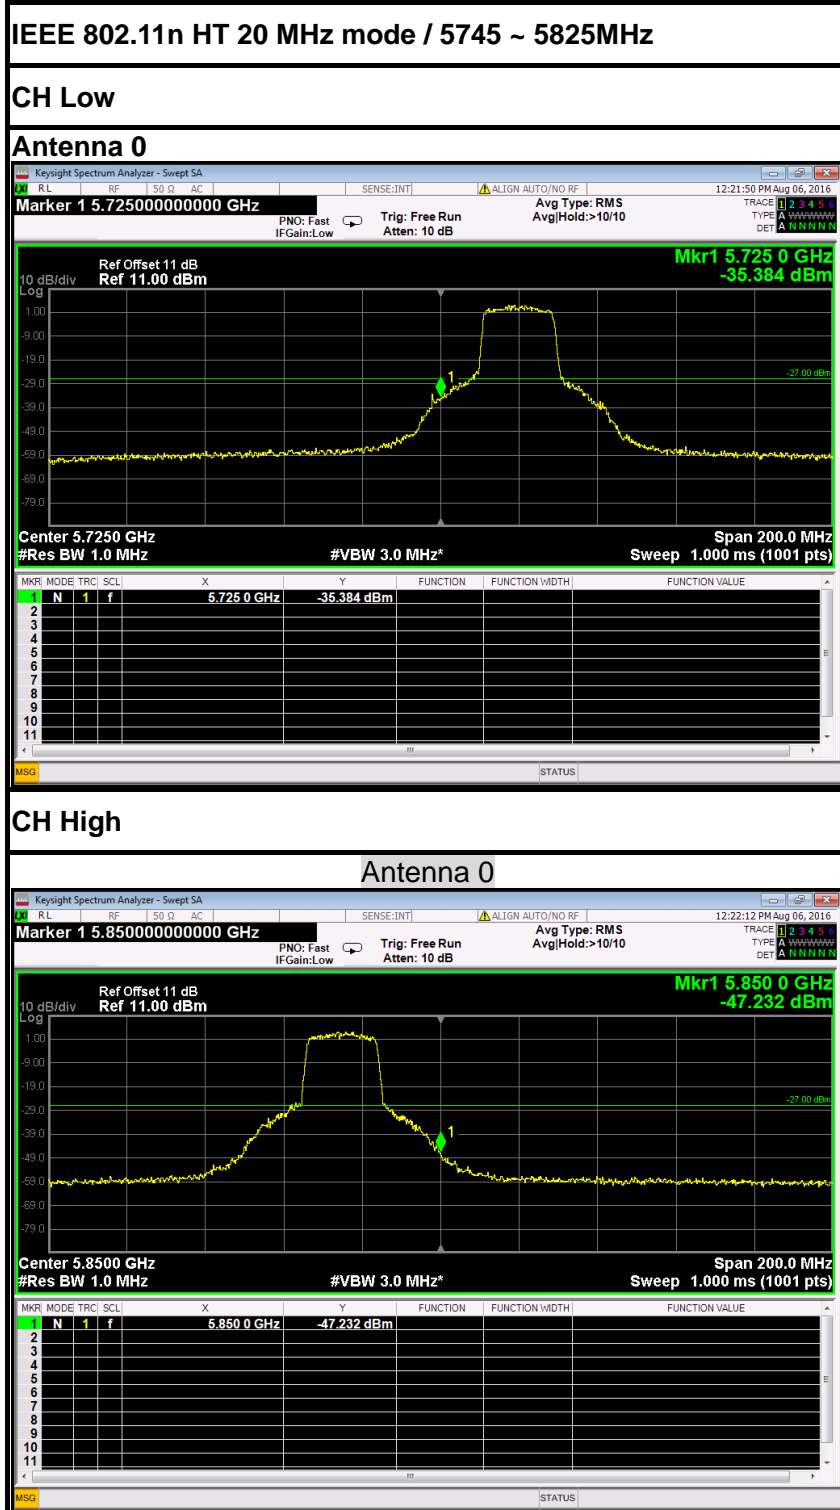 IEEE 802.11n HT 20 MHz mode / 5745 ~ 5825MHz
CH Low
Antenna 0
Keysight Spectrum Analyzer - Swept SA
LXI RL RF 50 Ω AC SENSE:INT ALIGN AUTO/NO RF 12:21:50 PM Aug 06, 2016
Marker 1 5.725000000000 GHz
PNO: Fast
IFGain:Low
Trig: Free Run
Atten: 10 dB
Avg Type: RMS
Avg|Hold:>10/10
TRACE 1 2 3 4 5 6
TYPE A WWWWW
DET A N N N N N
Mkr1 5.725 0 GHz
-35.384 dBm
Ref Offset 11 dB
10 dB/div Ref 11.00 dBm
Log
1.00
-9.00
-19.0
-29.0
-39.0
-49.0
-59.0
-69.0
-79.0
1
-27.00 dBm
Center 5.7250 GHz Span 200.0 MHz
#Res BW 1.0 MHz #VBW 3.0 MHz* Sweep 1.000 ms (1001 pts)
MKR MODE TRC SCL X Y FUNCTION FUNCTION WIDTH FUNCTION VALUE
1 N 1 f 5.725 0 GHz -35.384 dBm
2
3
4
5
6
7
8
9
10
11
MSG STATUS
CH High
Antenna 0
Keysight Spectrum Analyzer - Swept SA
LXI RL RF 50 Ω AC SENSE:INT ALIGN AUTO/NO RF 12:22:12 PM Aug 06, 2016
Marker 1 5.850000000000 GHz
PNO: Fast
IFGain:Low
Trig: Free Run
Atten: 10 dB
Avg Type: RMS
Avg|Hold:>10/10
TRACE 1 2 3 4 5 6
TYPE A WWWWW
DET A N N N N N
Mkr1 5.850 0 GHz
-47.232 dBm
Ref Offset 11 dB
10 dB/div Ref 11.00 dBm
Log
1.00
-9.00
-19.0
-29.0
-39.0
-49.0
-59.0
-69.0
-79.0
1
-27.00 dBm
Center 5.8500 GHz Span 200.0 MHz
#Res BW 1.0 MHz #VBW 3.0 MHz* Sweep 1.000 ms (1001 pts)
MKR MODE TRC SCL X Y FUNCTION FUNCTION WIDTH FUNCTION VALUE
1 N 1 f 5.850 0 GHz -47.232 dBm
2
3
4
5
6
7
8
9
10
11
MSG STATUS